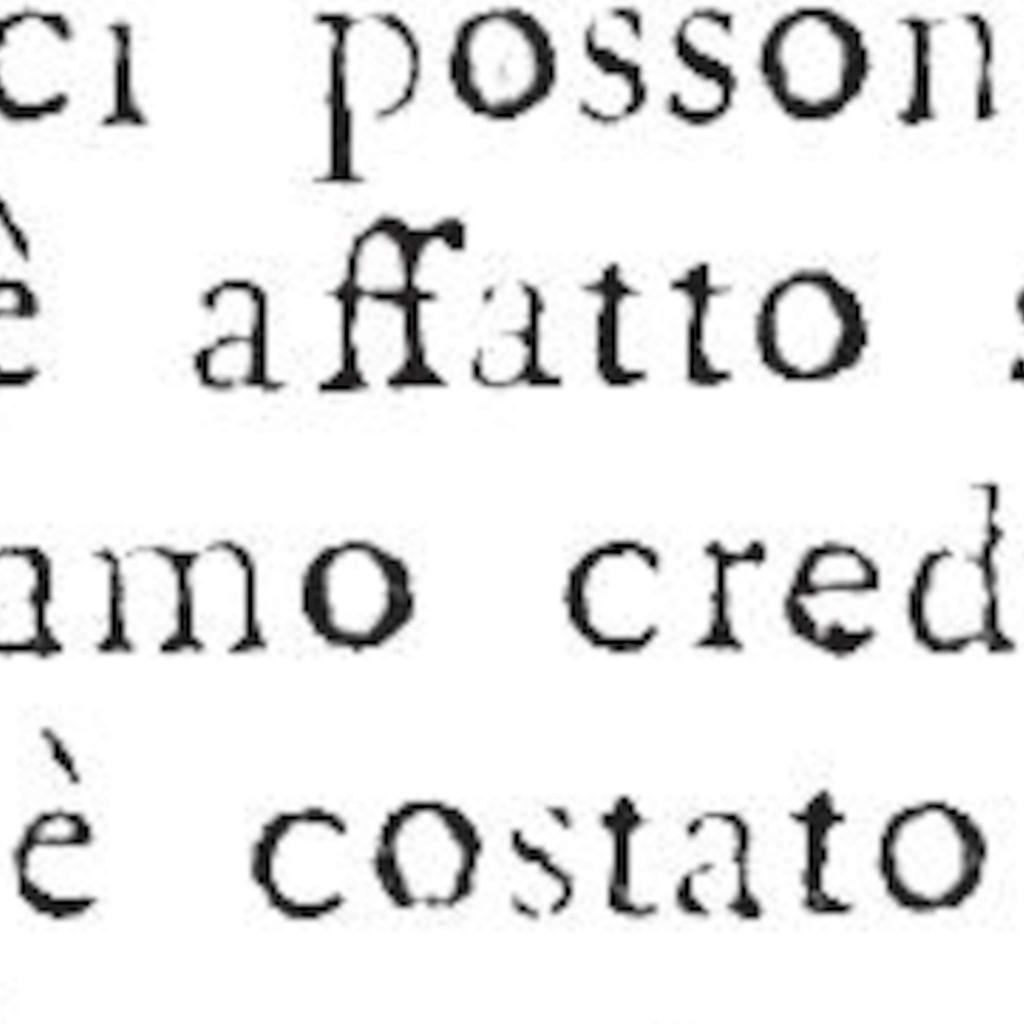 ci posson
è affatto s
amo cred
è costato